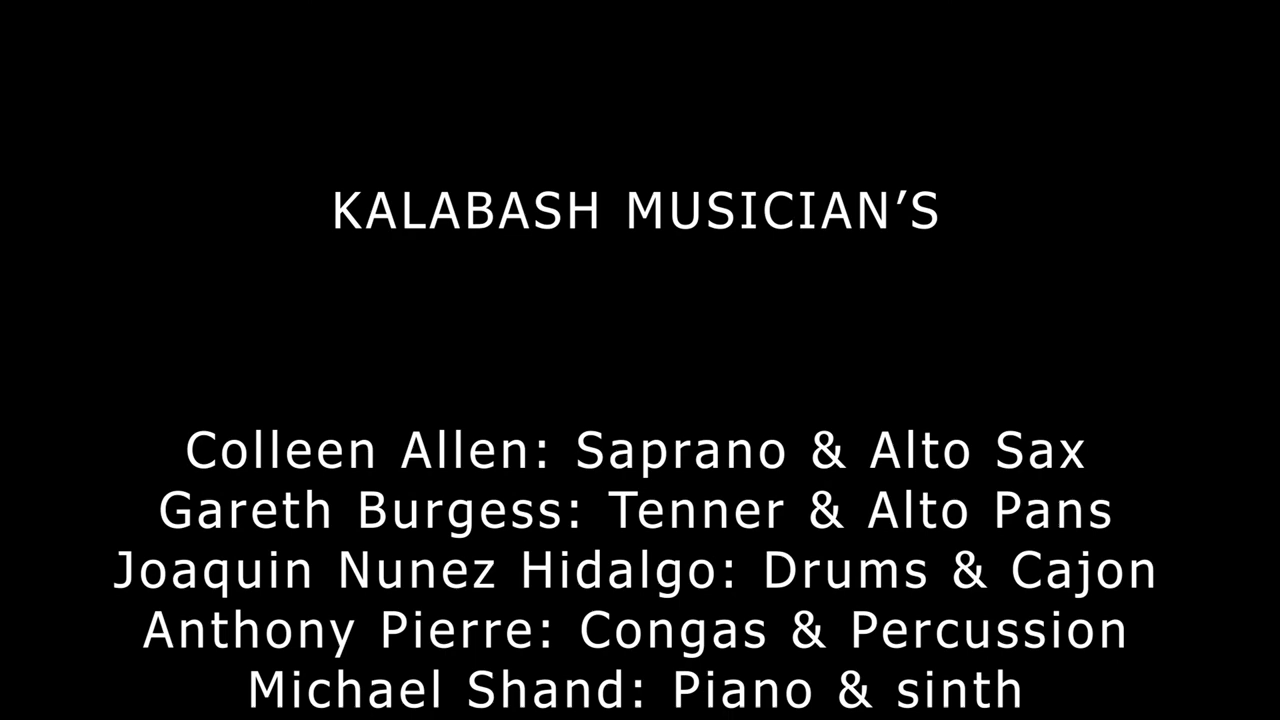 KALABASH MUSICIAN’S
Colleen Allen: Saprano & Alto Sax
Gareth Burgess: Tenner & Alto Pans
Joaquin Nunez Hidalgo: Drums & Cajon
Anthony Pierre: Congas & Percussion
Michael Shand: Piano & sinth